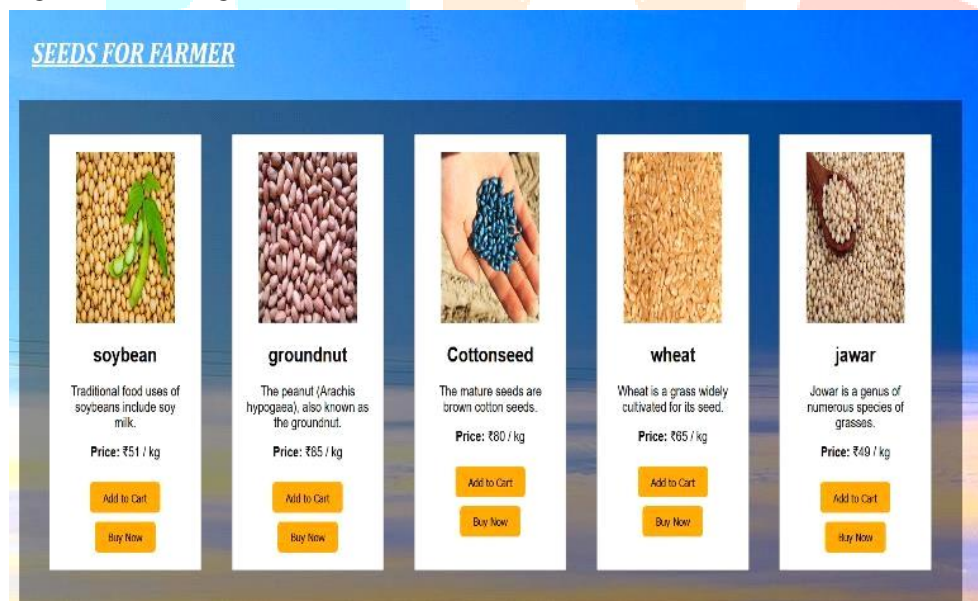 SEEDS FOR FARMER
soybean
Traditional food uses of
soybeans include soy
milk.
Price: ₹51 / kg
Add to Cart
Buy Now
groundnut
The peanut (Arachis
hypogaea), also known as
the groundnut.
Price: ₹85 / kg
Add to Cart
Buy Now
Cottonseed
The mature seeds are
brown cotton seeds.
Price: ₹80 / kg
Add to Cart
Buy Now
wheat
Wheat is a grass widely
cultivated for its seed.
Price: ₹65 / kg
Add to Cart
Buy Now
jawar
Jowar is a genus of
numerous species of
grasses.
Price: ₹49 / kg
Add to Cart
Buy Now